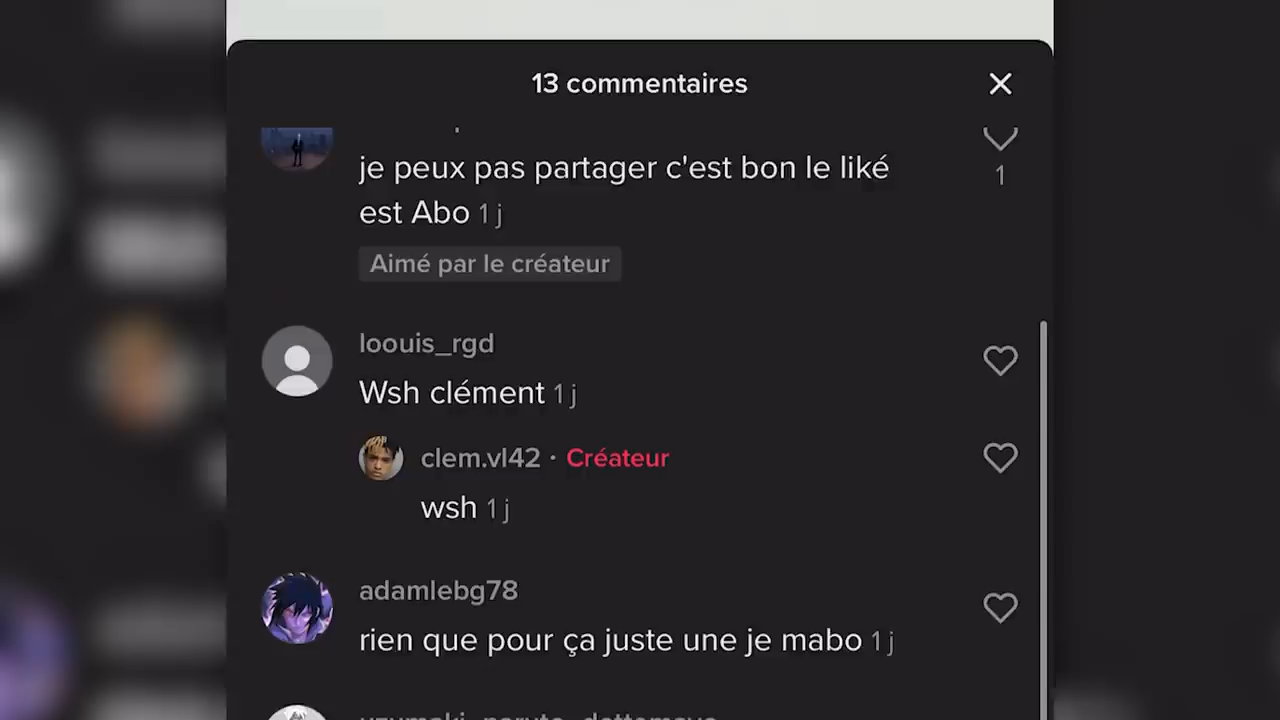 13 commentaires
je peux pas partager c'est bon le liké
est Abo 1 j
1
Aimé par le créateur
loouis_rgd
Wsh clément 1 j
clem.vl42 · Créateur
wsh 1 j
adamlebg78
rien que pour ça juste une je mabo 1 j